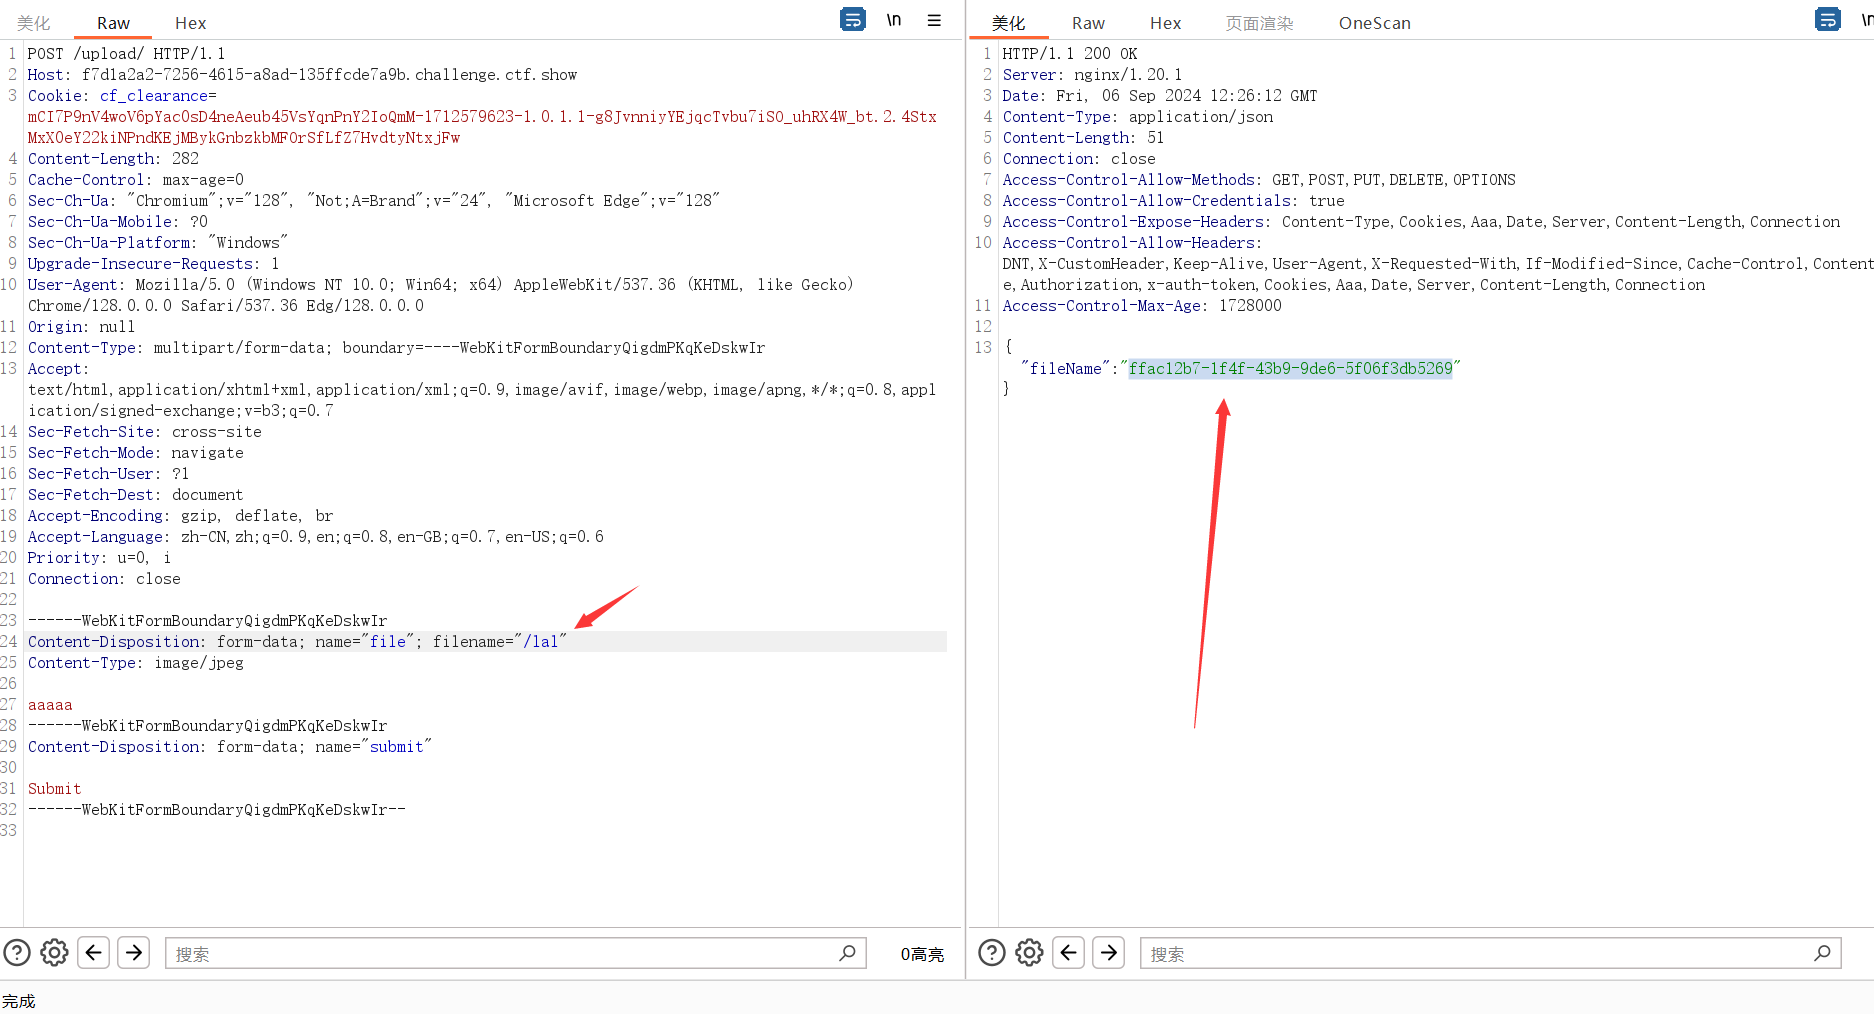 美化 Raw Hex \n
1 POST /upload/ HTTP/1.1
2 Host: f7d1a2a2-7256-4615-a8ad-135ffcde7a9b.challenge.ctf.show
3 Cookie: cf_clearance=
mCI7P9nV4woV6pYac0sD4neAeub45VsYqnPnY2IoQmM-1712579623-1.0.1.1-g8JvnniyYEjqcTvbu7iS0_uhRX4W_bt.2.4Stx
MxX0eY22kiNPndKEjMBykGnbzkbMF0rSfLfZ7HvdtyNtxjFw
4 Content-Length: 282
5 Cache-Control: max-age=0
6 Sec-Ch-Ua: "Chromium";v="128", "Not;A=Brand";v="24", "Microsoft Edge";v="128"
7 Sec-Ch-Ua-Mobile: ?0
8 Sec-Ch-Ua-Platform: "Windows"
9 Upgrade-Insecure-Requests: 1
10 User-Agent: Mozilla/5.0 (Windows NT 10.0; Win64; x64) AppleWebKit/537.36 (KHTML, like Gecko)
Chrome/128.0.0.0 Safari/537.36 Edg/128.0.0.0
11 Origin: null
12 Content-Type: multipart/form-data; boundary=----WebKitFormBoundaryQigdmPKqKeDskwIr
13 Accept:
text/html,application/xhtml+xml,application/xml;q=0.9,image/avif,image/webp,image/apng,*/*;q=0.8,appl
ication/signed-exchange;v=b3;q=0.7
14 Sec-Fetch-Site: cross-site
15 Sec-Fetch-Mode: navigate
16 Sec-Fetch-User: ?1
17 Sec-Fetch-Dest: document
18 Accept-Encoding: gzip, deflate, br
19 Accept-Language: zh-CN,zh;q=0.9,en;q=0.8,en-GB;q=0.7,en-US;q=0.6
20 Priority: u=0, i
21 Connection: close
22
23 ------WebKitFormBoundaryQigdmPKqKeDskwIr
24 Content-Disposition: form-data; name="file"; filename="/lal"
25 Content-Type: image/jpeg
26
27 aaaaa
28 ------WebKitFormBoundaryQigdmPKqKeDskwIr
29 Content-Disposition: form-data; name="submit"
30
31 Submit
32 ------WebKitFormBoundaryQigdmPKqKeDskwIr--
33
搜索 0高亮
完成
美化 Raw Hex 页面渲染 OneScan \n
1 HTTP/1.1 200 OK
2 Server: nginx/1.20.1
3 Date: Fri, 06 Sep 2024 12:26:12 GMT
4 Content-Type: application/json
5 Content-Length: 51
6 Connection: close
7 Access-Control-Allow-Methods: GET,POST,PUT,DELETE,OPTIONS
8 Access-Control-Allow-Credentials: true
9 Access-Control-Expose-Headers: Content-Type,Cookies,Aaa,Date,Server,Content-Length,Connection
10 Access-Control-Allow-Headers:
DNT,X-CustomHeader,Keep-Alive,User-Agent,X-Requested-With,If-Modified-Since,Cache-Control,Content
e,Authorization,x-auth-token,Cookies,Aaa,Date,Server,Content-Length,Connection
11 Access-Control-Max-Age: 1728000
12
13 {
"fileName":"ffac12b7-1f4f-43b9-9de6-5f06f3db5269"
}
搜索